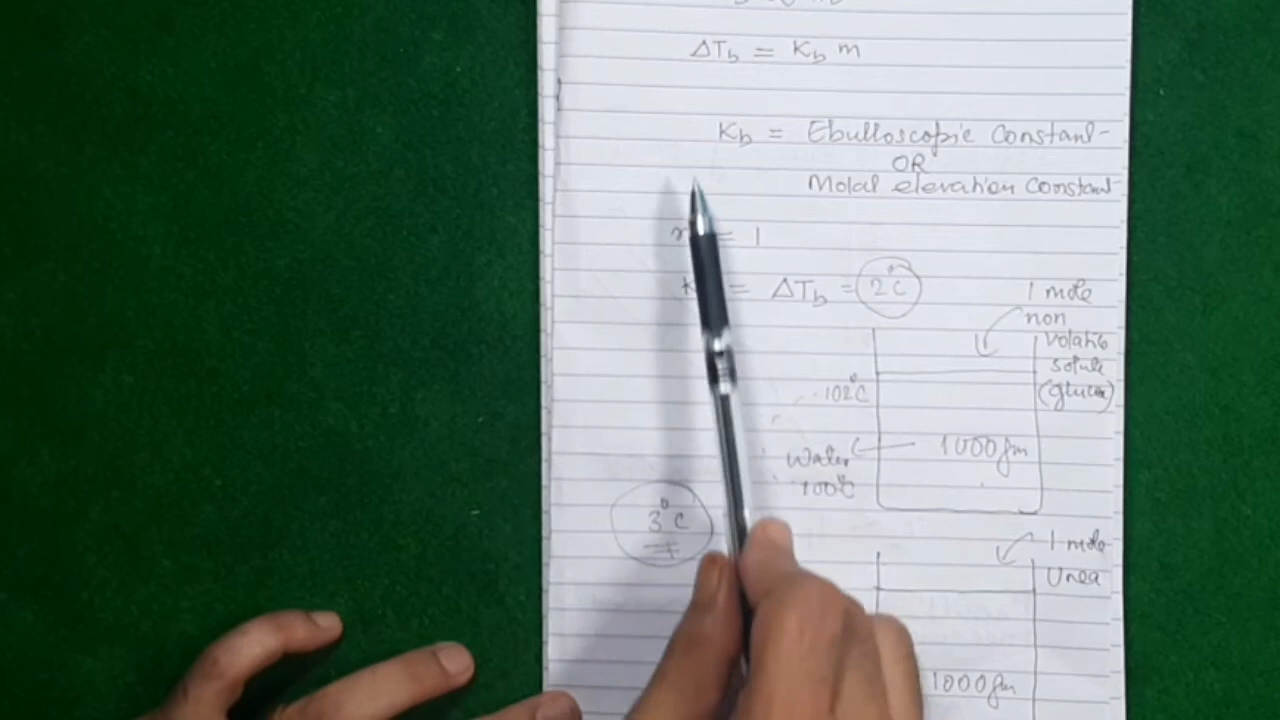 ΔTb = Kb m
Kb = Ebulloscopic Constant
OR
Molal elevation Constant
= 1
= ΔTb = 2°C
1 mole
non
volatile
solute
(glucose)
102°C
1000 gm
Water
100°C
3°C
1 mole
Urea
1000 gm